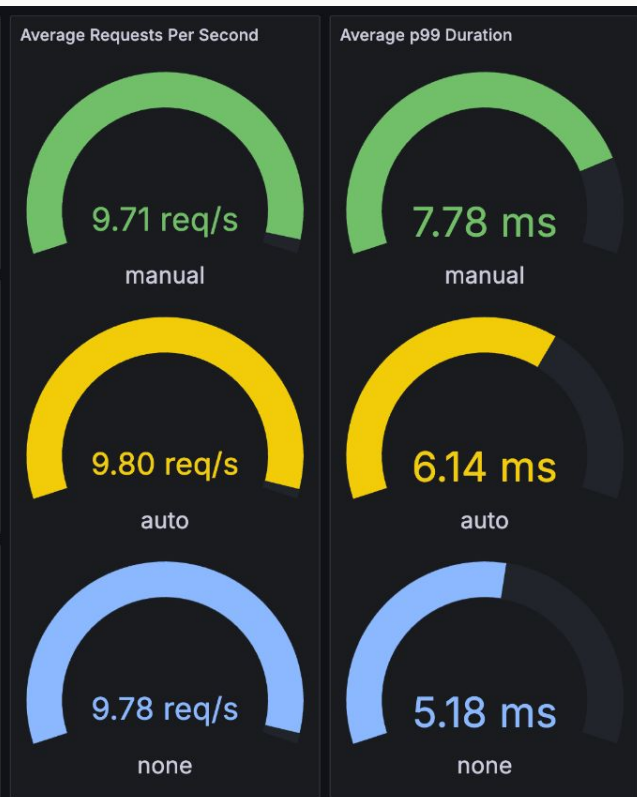 Average Requests Per Second
9.71 req/s
manual
9.80 req/s
auto
9.78 req/s
none
Average p99 Duration
7.78 ms
manual
6.14 ms
auto
5.18 ms
none